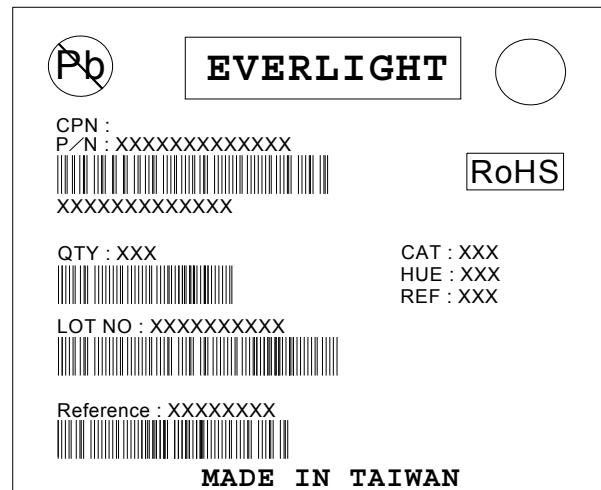 Pb
EVERLIGHT
CPN :
P/N : XXXXXXXXXXXXX
RoHS
XXXXXXXXXXXXX
QTY : XXX
CAT : XXX
HUE : XXX
REF : XXX
LOT NO : XXXXXXXXXX
Reference : XXXXXXXX
MADE IN TAIWAN